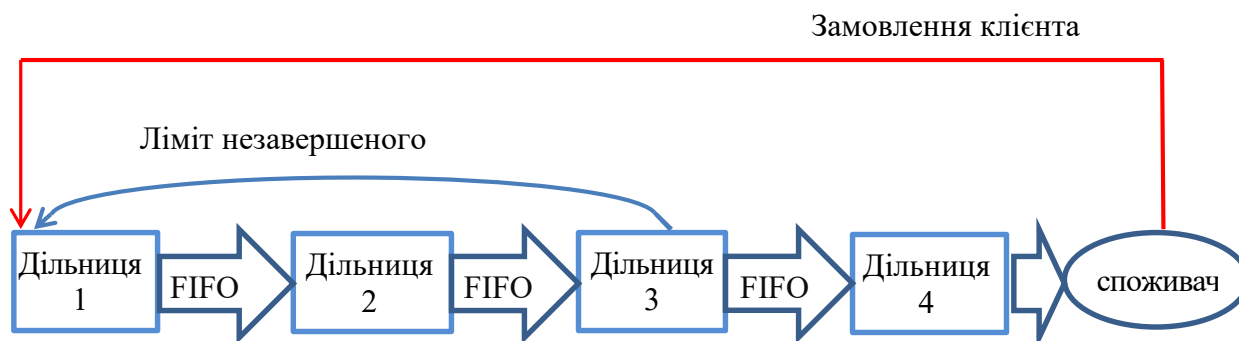 Замовлення клієнта
Ліміт незавершеного
Дільниця
1
FIFO
Дільниця
2
FIFO
Дільниця
3
FIFO
Дільниця
4
споживач